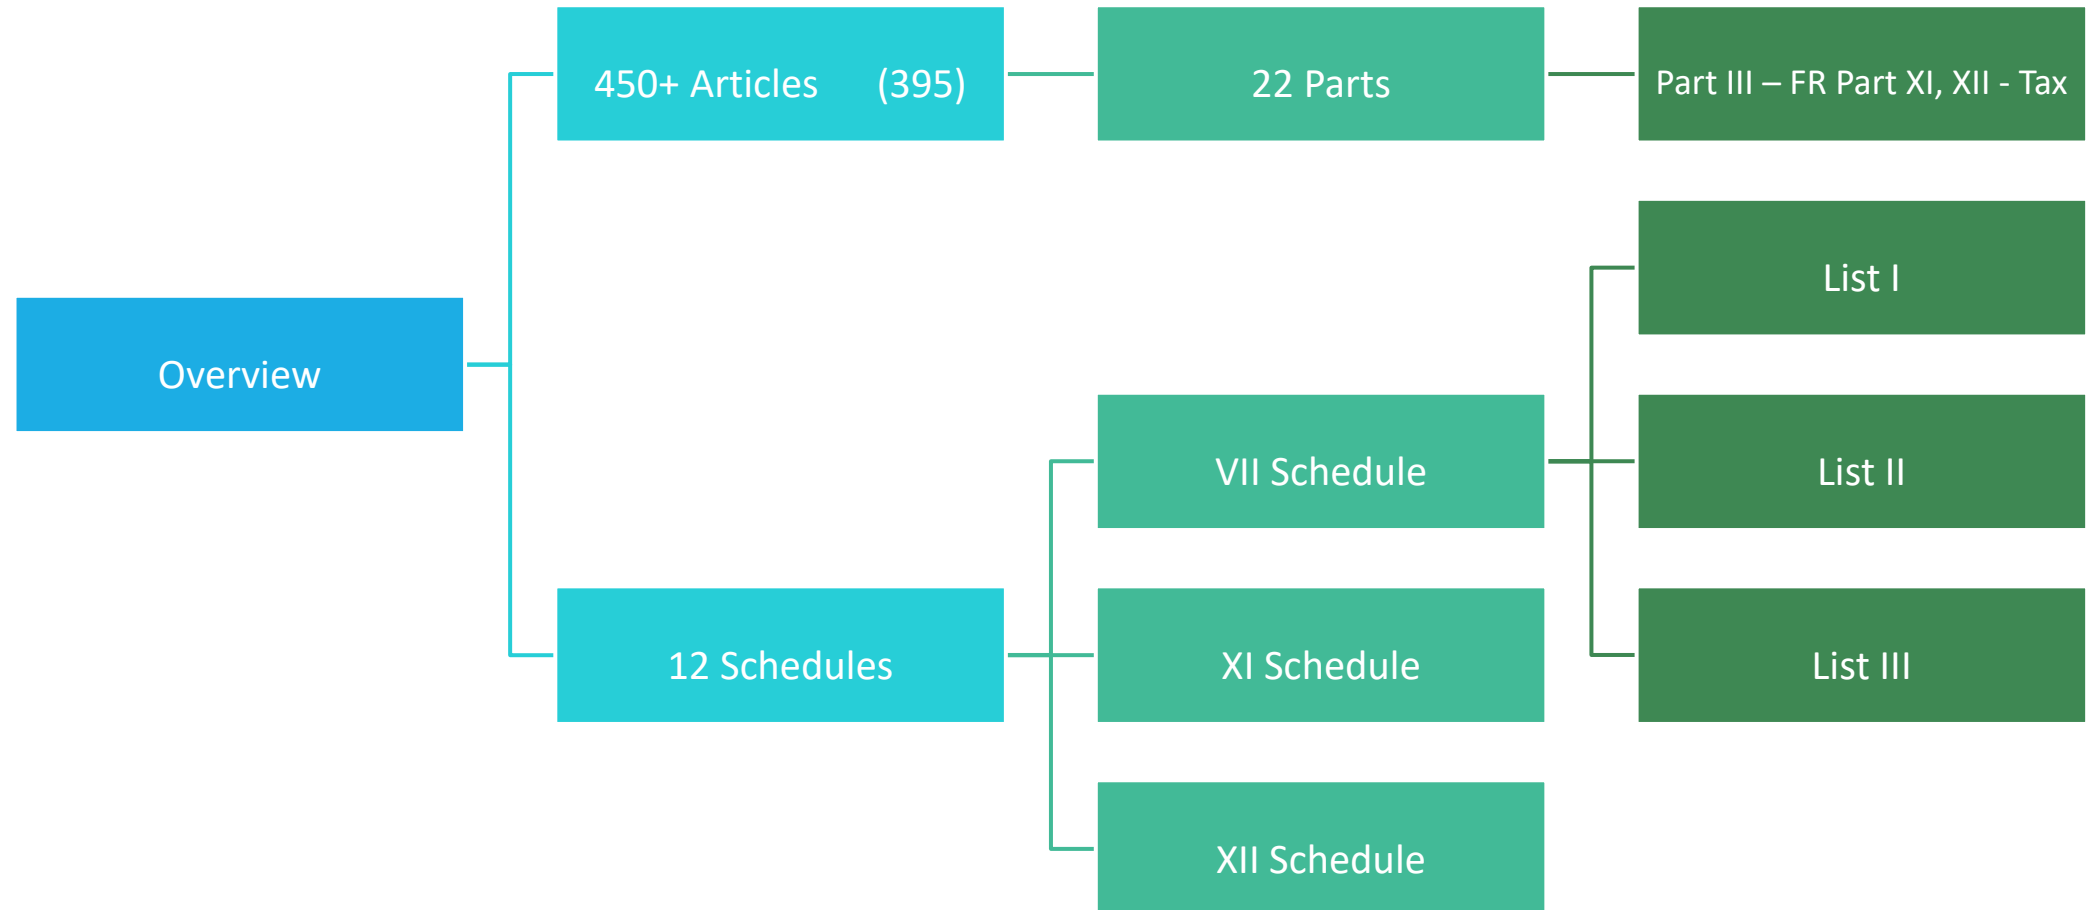 450+ Articles (395)
22 Parts
Part III – FR Part XI, XII - Tax
List I
Overview
VII Schedule
List II
12 Schedules
XI Schedule
List III
XII Schedule